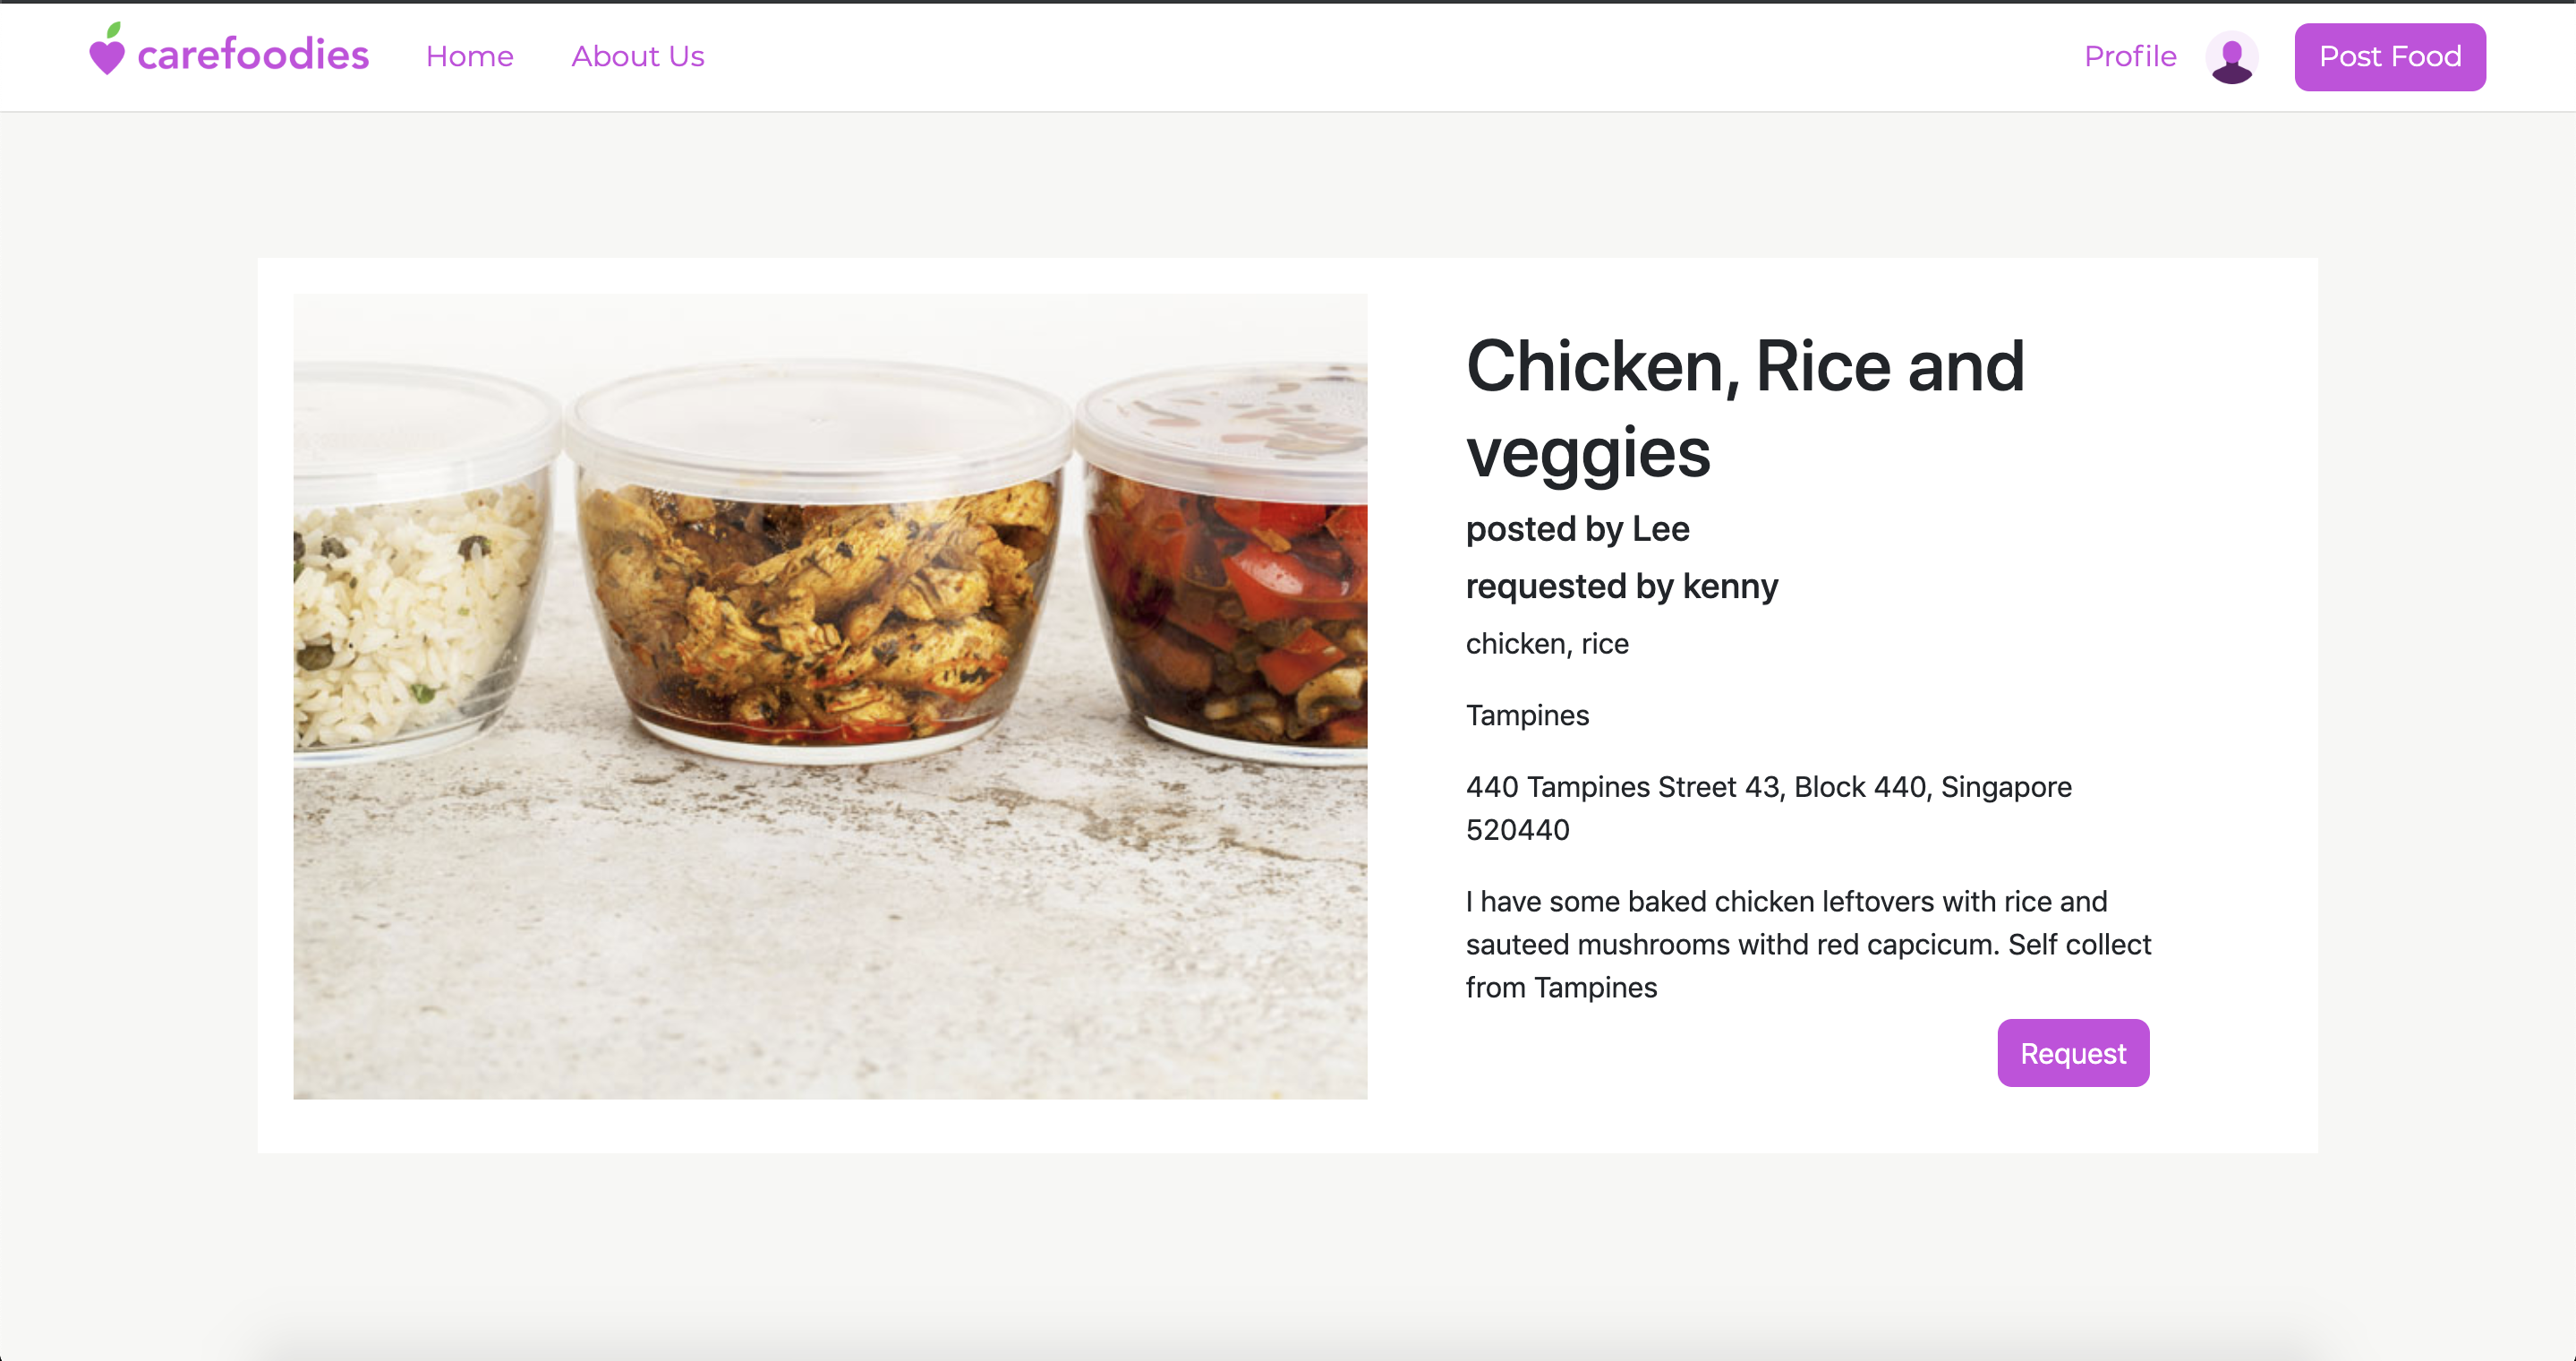 carefoodies
Home
About Us
Profile
Post Food
Chicken, Rice and
veggies
posted by Lee
requested by kenny
chicken, rice
Tampines
440 Tampines Street 43, Block 440, Singapore
520440
I have some baked chicken leftovers with rice and
sauteed mushrooms withd red capcicum. Self collect
from Tampines
Request